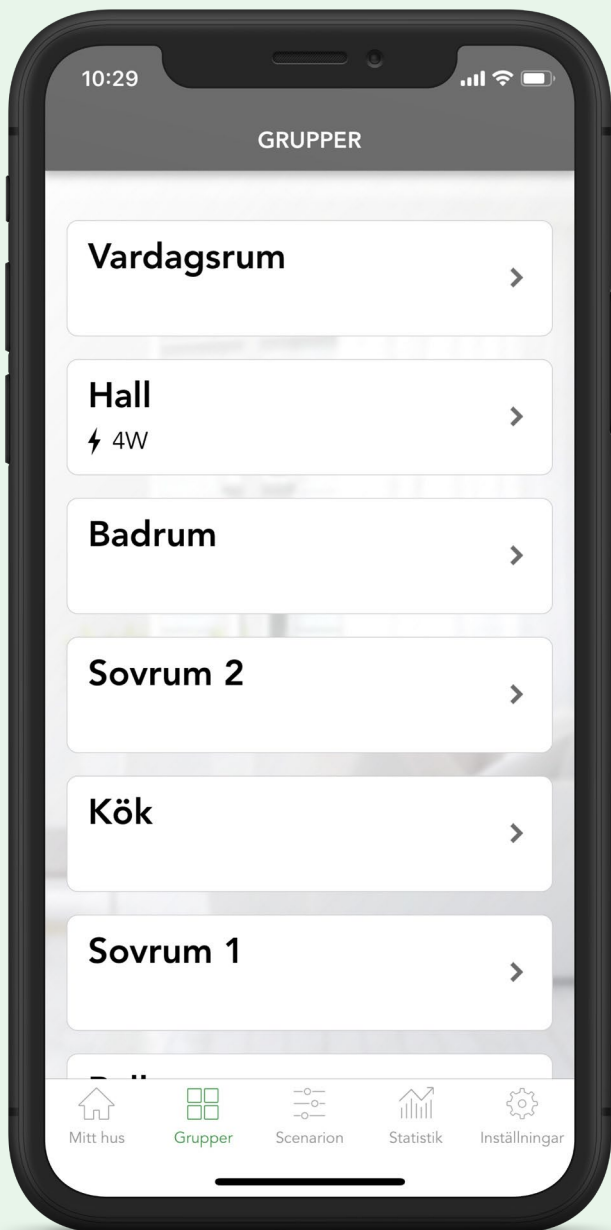 10:29
GRUPPER
Vardagsrum
Hall
4W
Badrum
Sovrum 2
Kök
Sovrum 1
Mitt hus
Grupper
Scenarion
Statistik
Inställningar